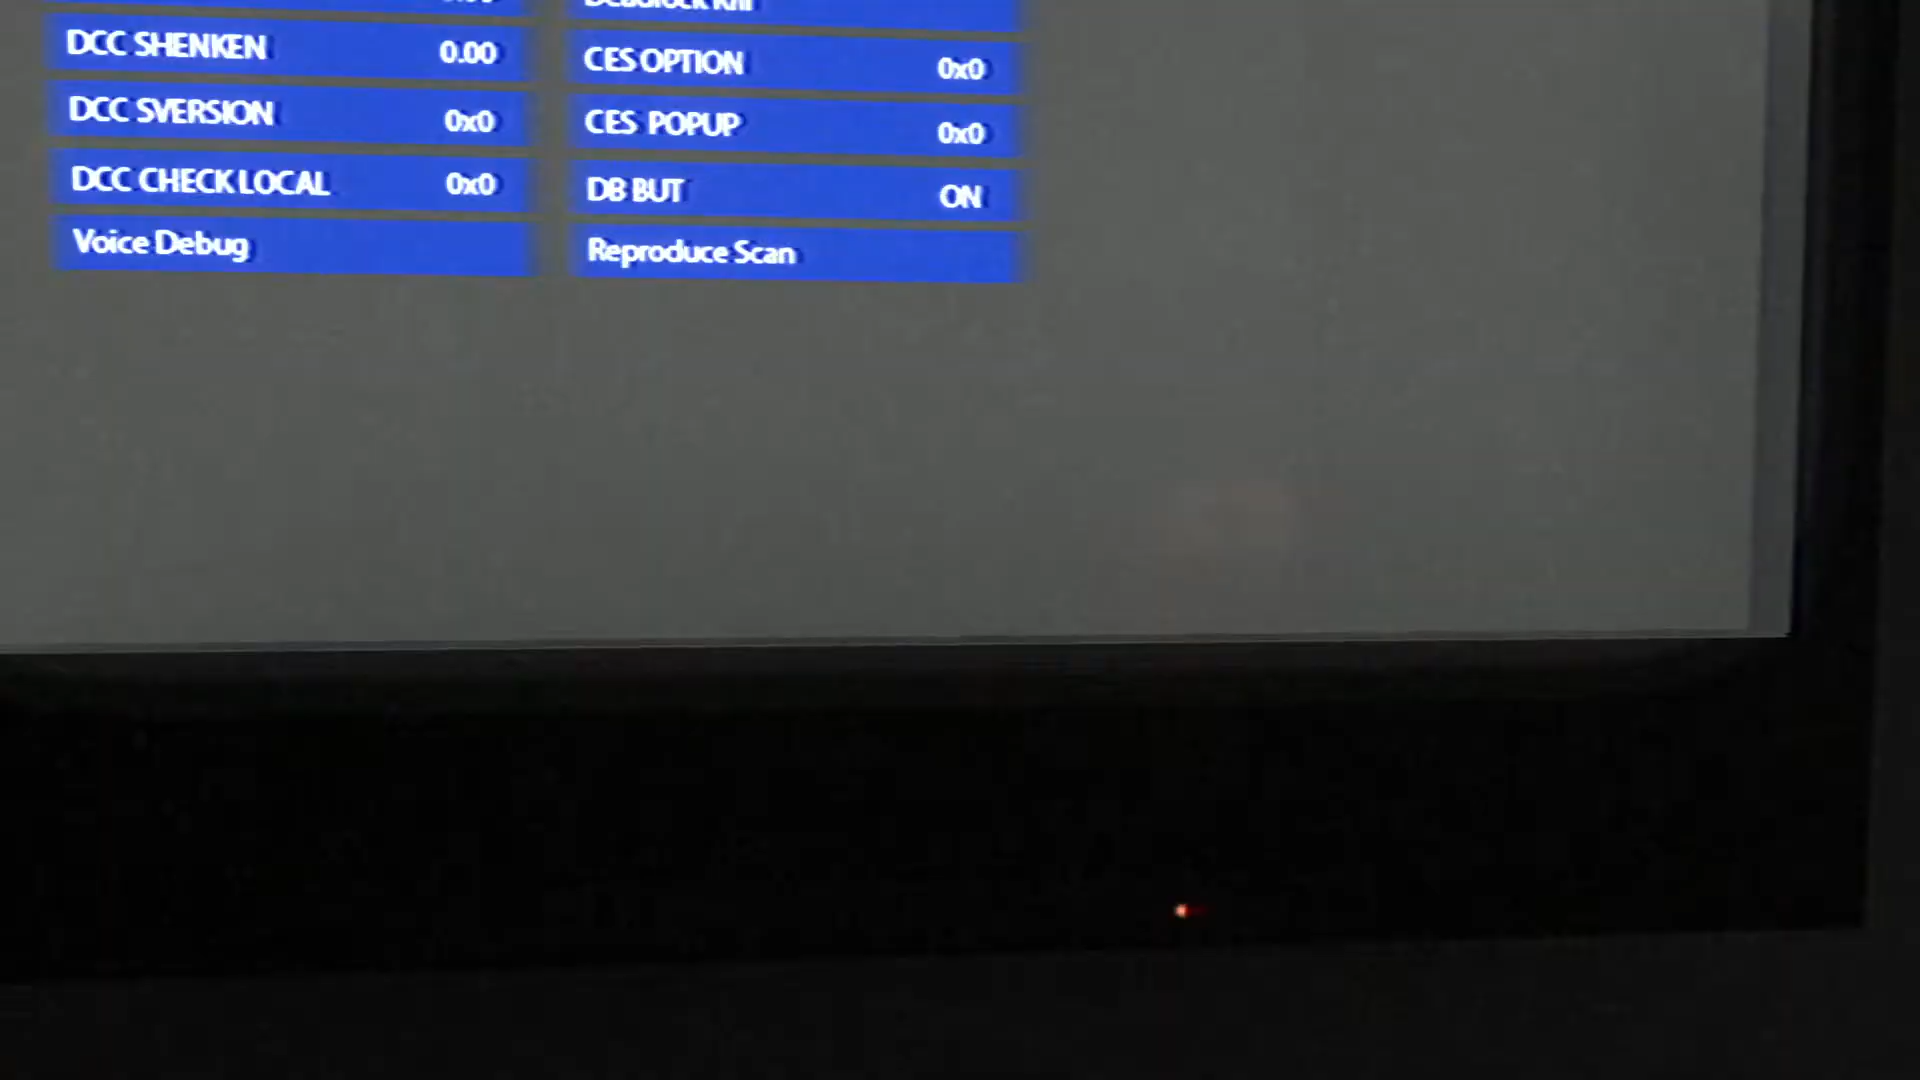 DCC SHENKEN 0.00
DCC SVERSION 0x0
DCC CHECK LOCAL 0x0
Voice Debug
CES OPTION 0x0
CES POPUP 0x0
DB BUT ON
Reproduce Scan